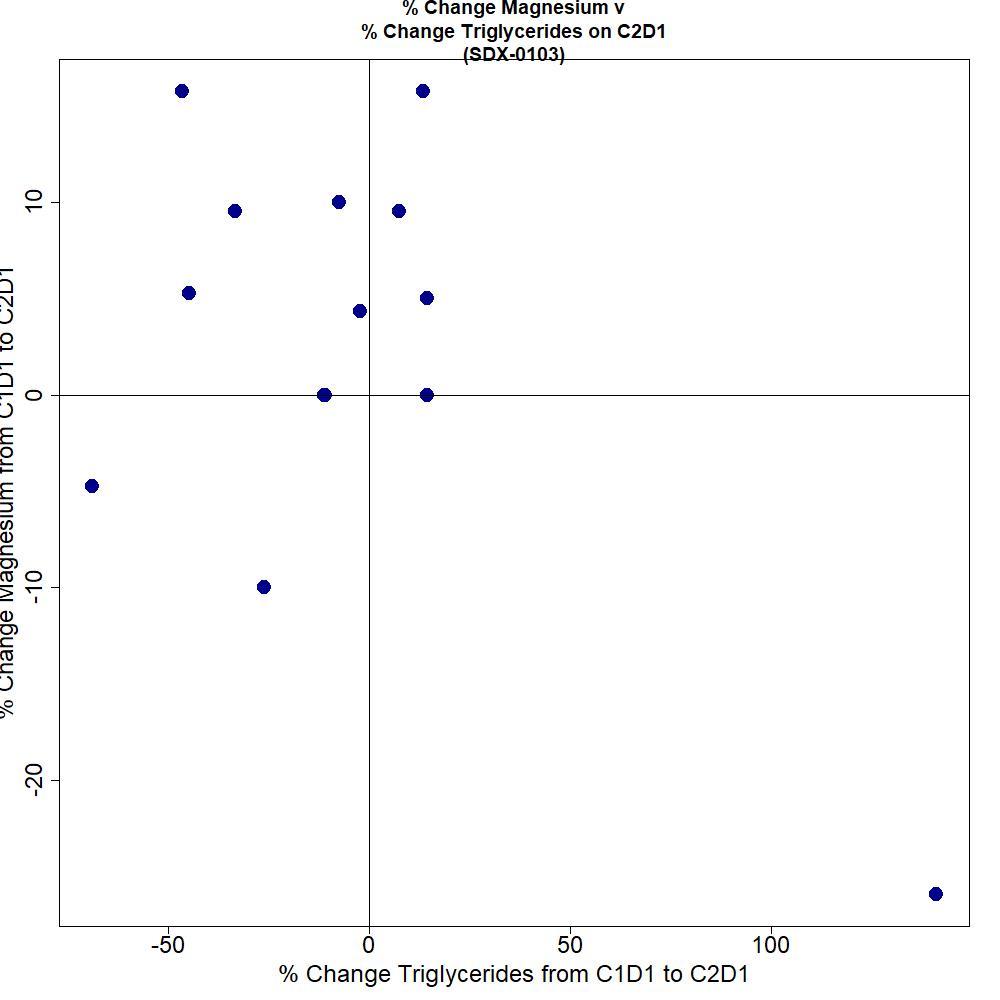 % Change Magnesium v
% Change Triglycerides on C2D1
(SDX-0103)
% Change Magnesium from C1D1 to C2D1
10
0
-10
-20
-50
0
50
100
% Change Triglycerides from C1D1 to C2D1